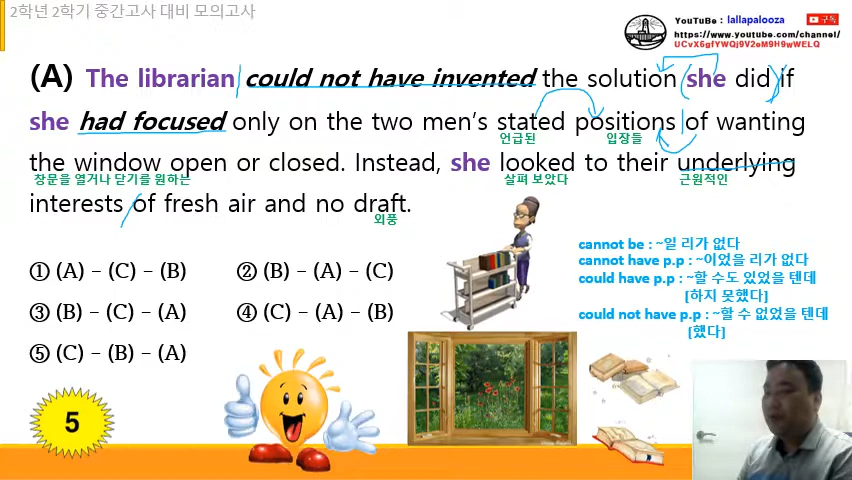 2학년 2학기 중간고사 대비 모의고사
YouTuBe : lallapalooza 구독
https://www.youtube.com/channel/
UCvX6gfYWQj9V2eM9H9wWELQ
(A) The librarian could not have invented the solution she did if
she had focused only on the two men's stated positions of wanting
언급된 입장들
the window open or closed. Instead, she looked to their underlying
창문을 열거나 닫기를 원하는 살펴 보았다 근원적인
interests of fresh air and no draft.
외풍
① (A) – (C) – (B) ② (B) – (A) – (C)
③ (B) – (C) – (A) ④ (C) – (A) – (B)
⑤ (C) – (B) – (A)
cannot be : ~일 리가 없다
cannot have p.p : ~이었을 리가 없다
could have p.p : ~할 수도 있었을 텐데
[하지 못했다]
could not have p.p : ~할 수 없었을 텐데
[했다]
5